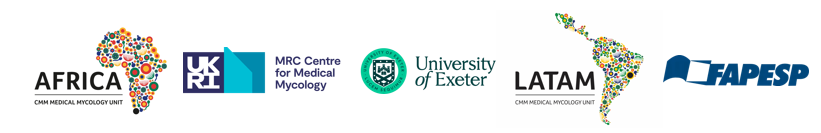 AFRICA
CMM MEDICAL MYCOLOGY UNIT
UK
RI
MRC Centre
for Medical
Mycology
University
of Exeter
LATAM
CMM MEDICAL MYCOLOGY UNIT
FAPESP